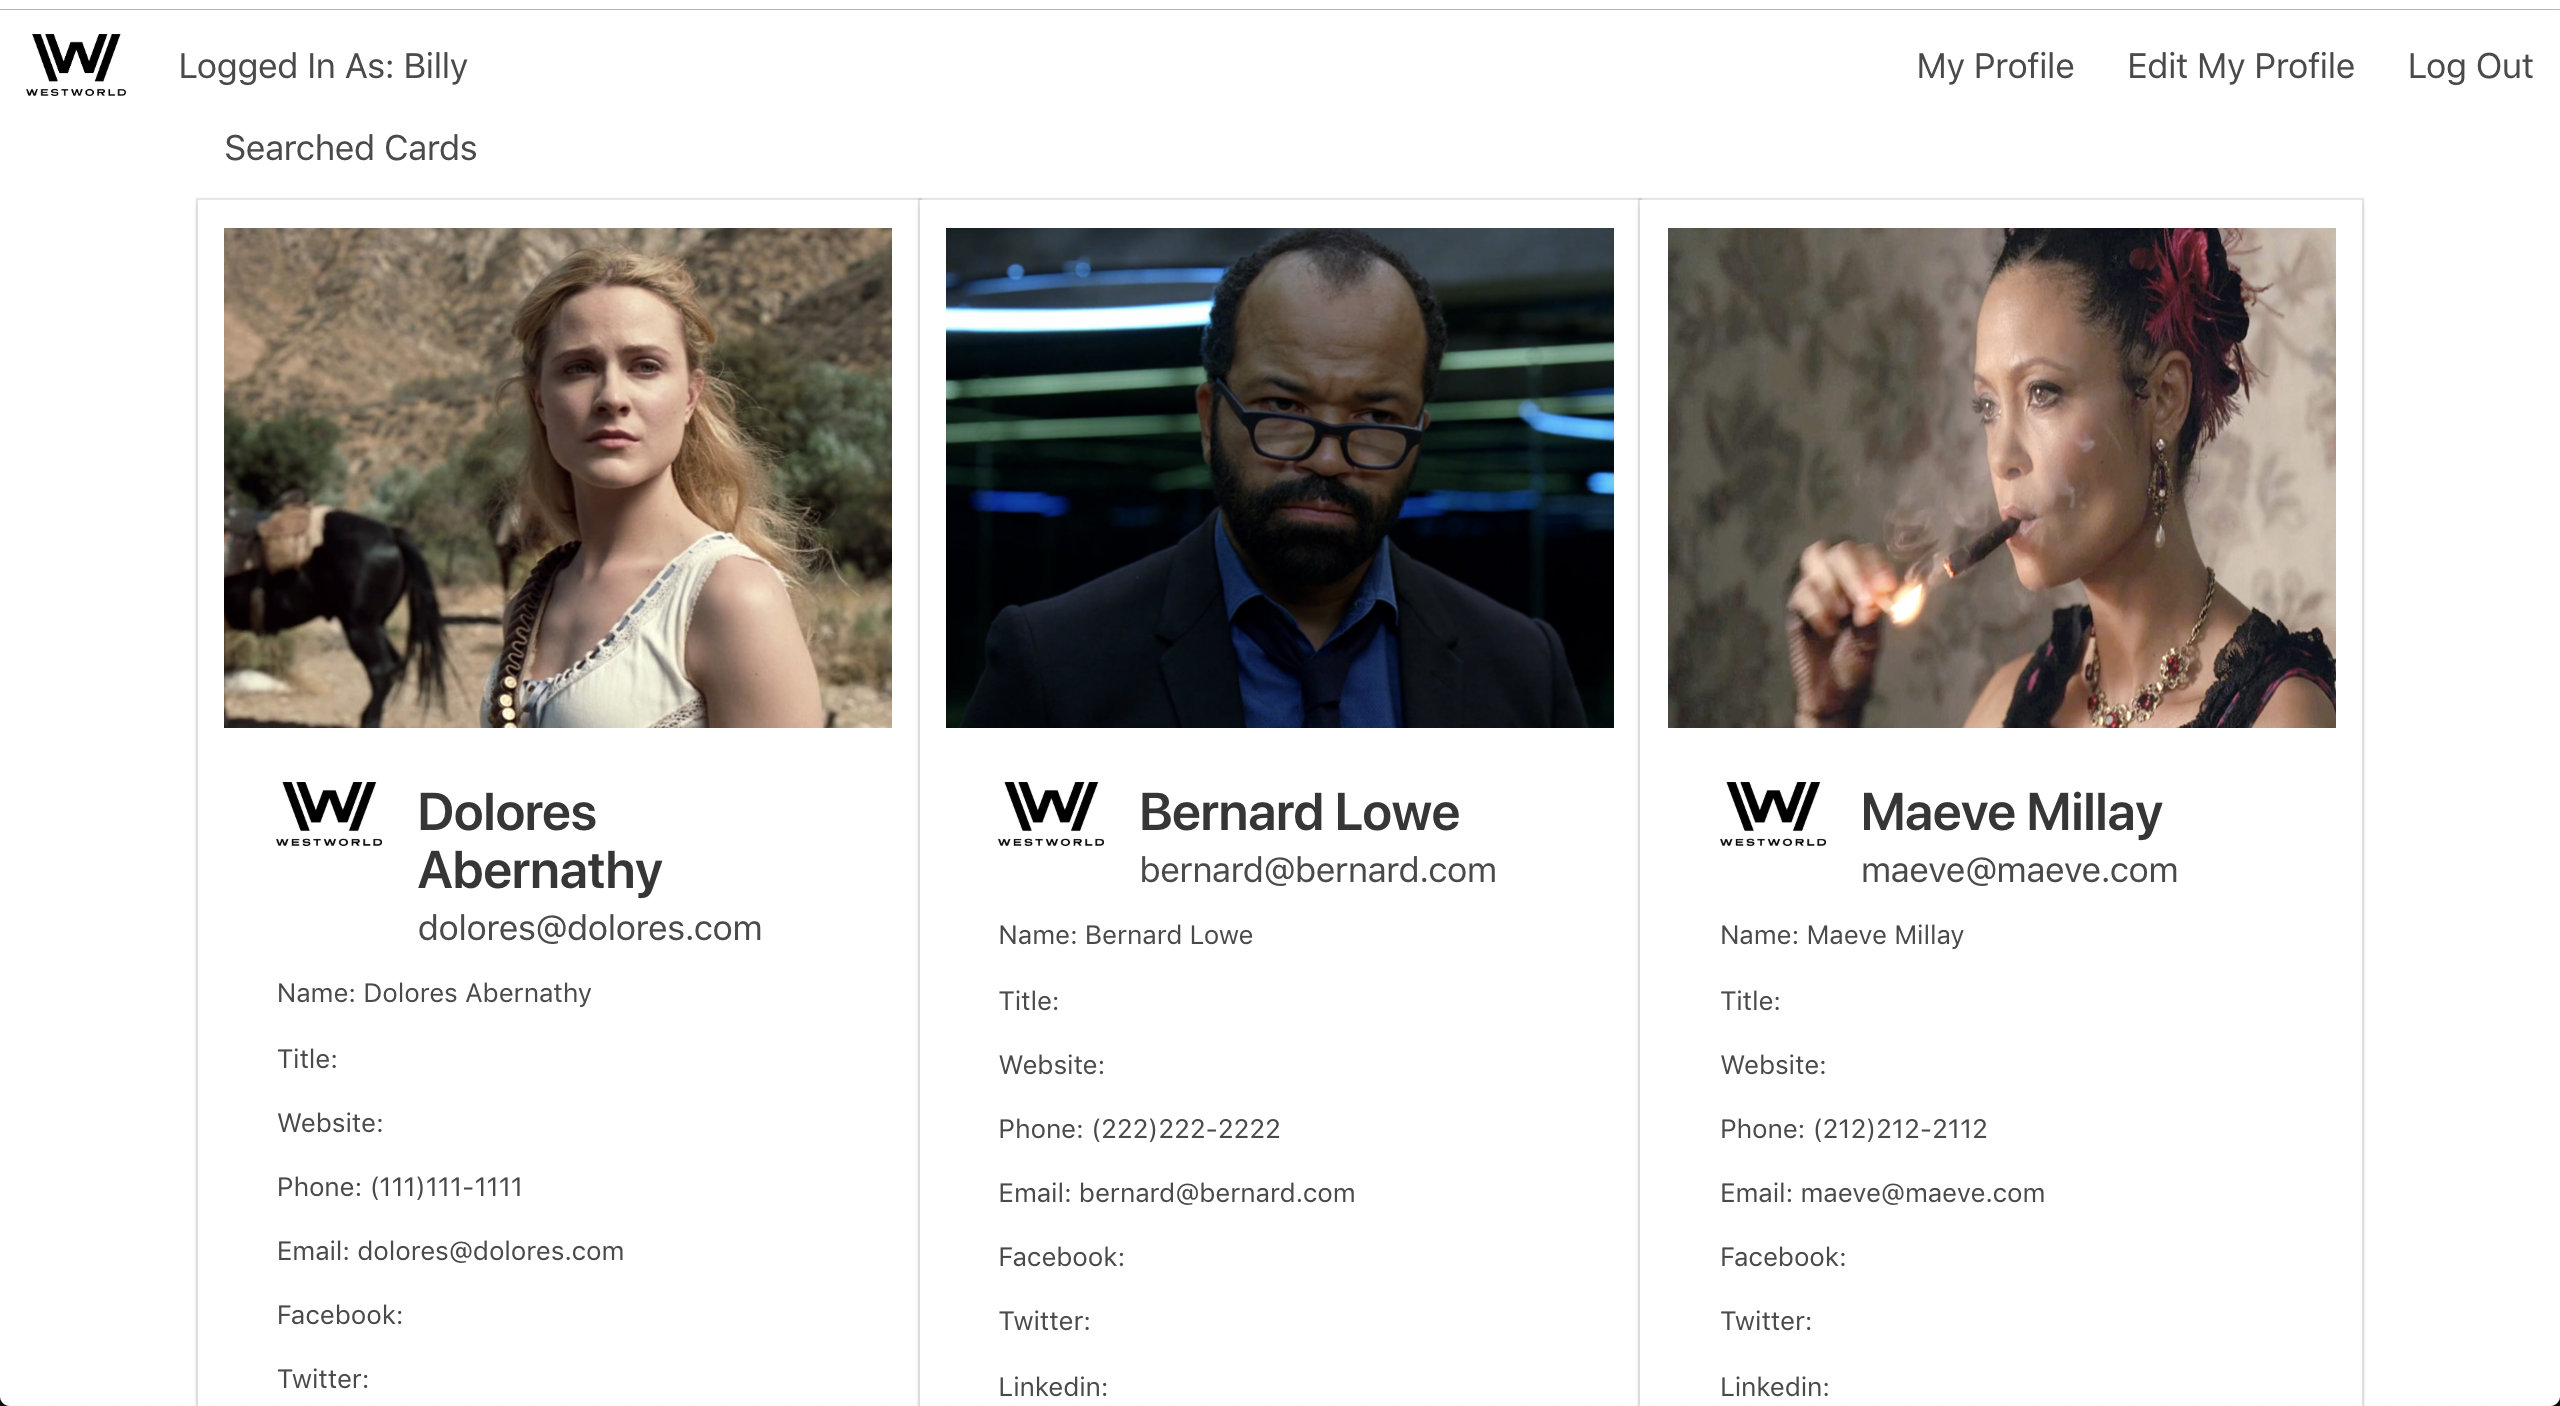 WESTWORLD
Logged In As: Billy
My Profile
Edit My Profile
Log Out
Searched Cards
WESTWORLD
Dolores
Abernathy
dolores@dolores.com
Name: Dolores Abernathy
Title:
Website:
Phone: (111)111-1111
Email: dolores@dolores.com
Facebook:
Twitter:
WESTWORLD
Bernard Lowe
bernard@bernard.com
Name: Bernard Lowe
Title:
Website:
Phone: (222)222-2222
Email: bernard@bernard.com
Facebook:
Twitter:
Linkedin:
WESTWORLD
Maeve Millay
maeve@maeve.com
Name: Maeve Millay
Title:
Website:
Phone: (212)212-2112
Email: maeve@maeve.com
Facebook:
Twitter:
Linkedin: